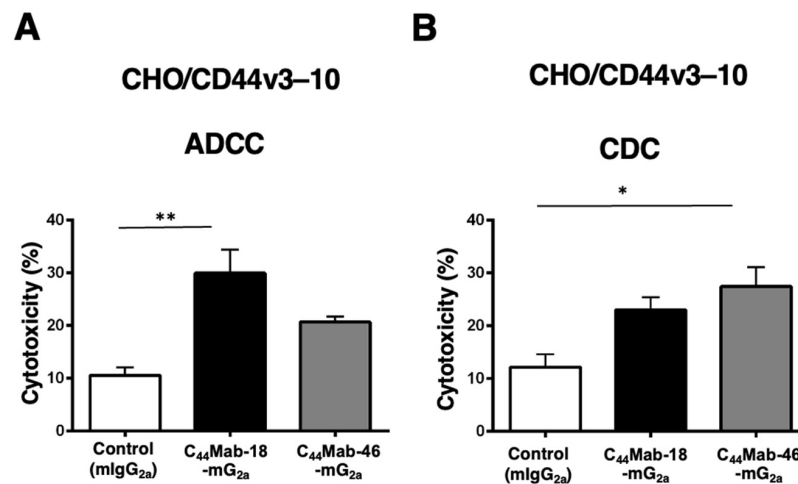 A
CHO/CD44v3–10
ADCC
**
Cytotoxicity (%)
40
30
20
10
0
Control
(mIgG2a)
C44Mab-18
-mG2a
C44Mab-46
-mG2a
B
CHO/CD44v3–10
CDC
*
Cytotoxicity (%)
40
30
20
10
0
Control
(mIgG2a)
C44Mab-18
-mG2a
C44Mab-46
-mG2a